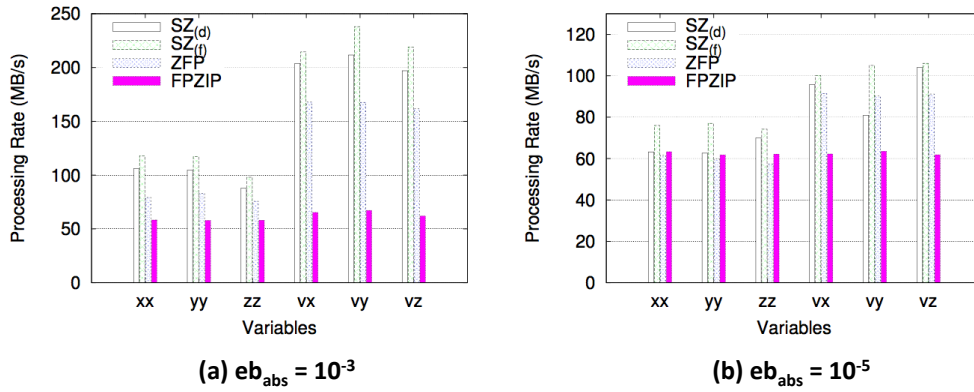 250
200
150
100
50
0
Processing Rate (MB/s)
SZ(d)
SZ(f)
ZFP
FPZIP
xx yy zz vx vy vz
Variables
(a) ebabs = 10-3
120
100
80
60
40
20
0
Processing Rate (MB/s)
SZ(d)
SZ(f)
ZFP
FPZIP
xx yy zz vx vy vz
Variables
(b) ebabs = 10-5